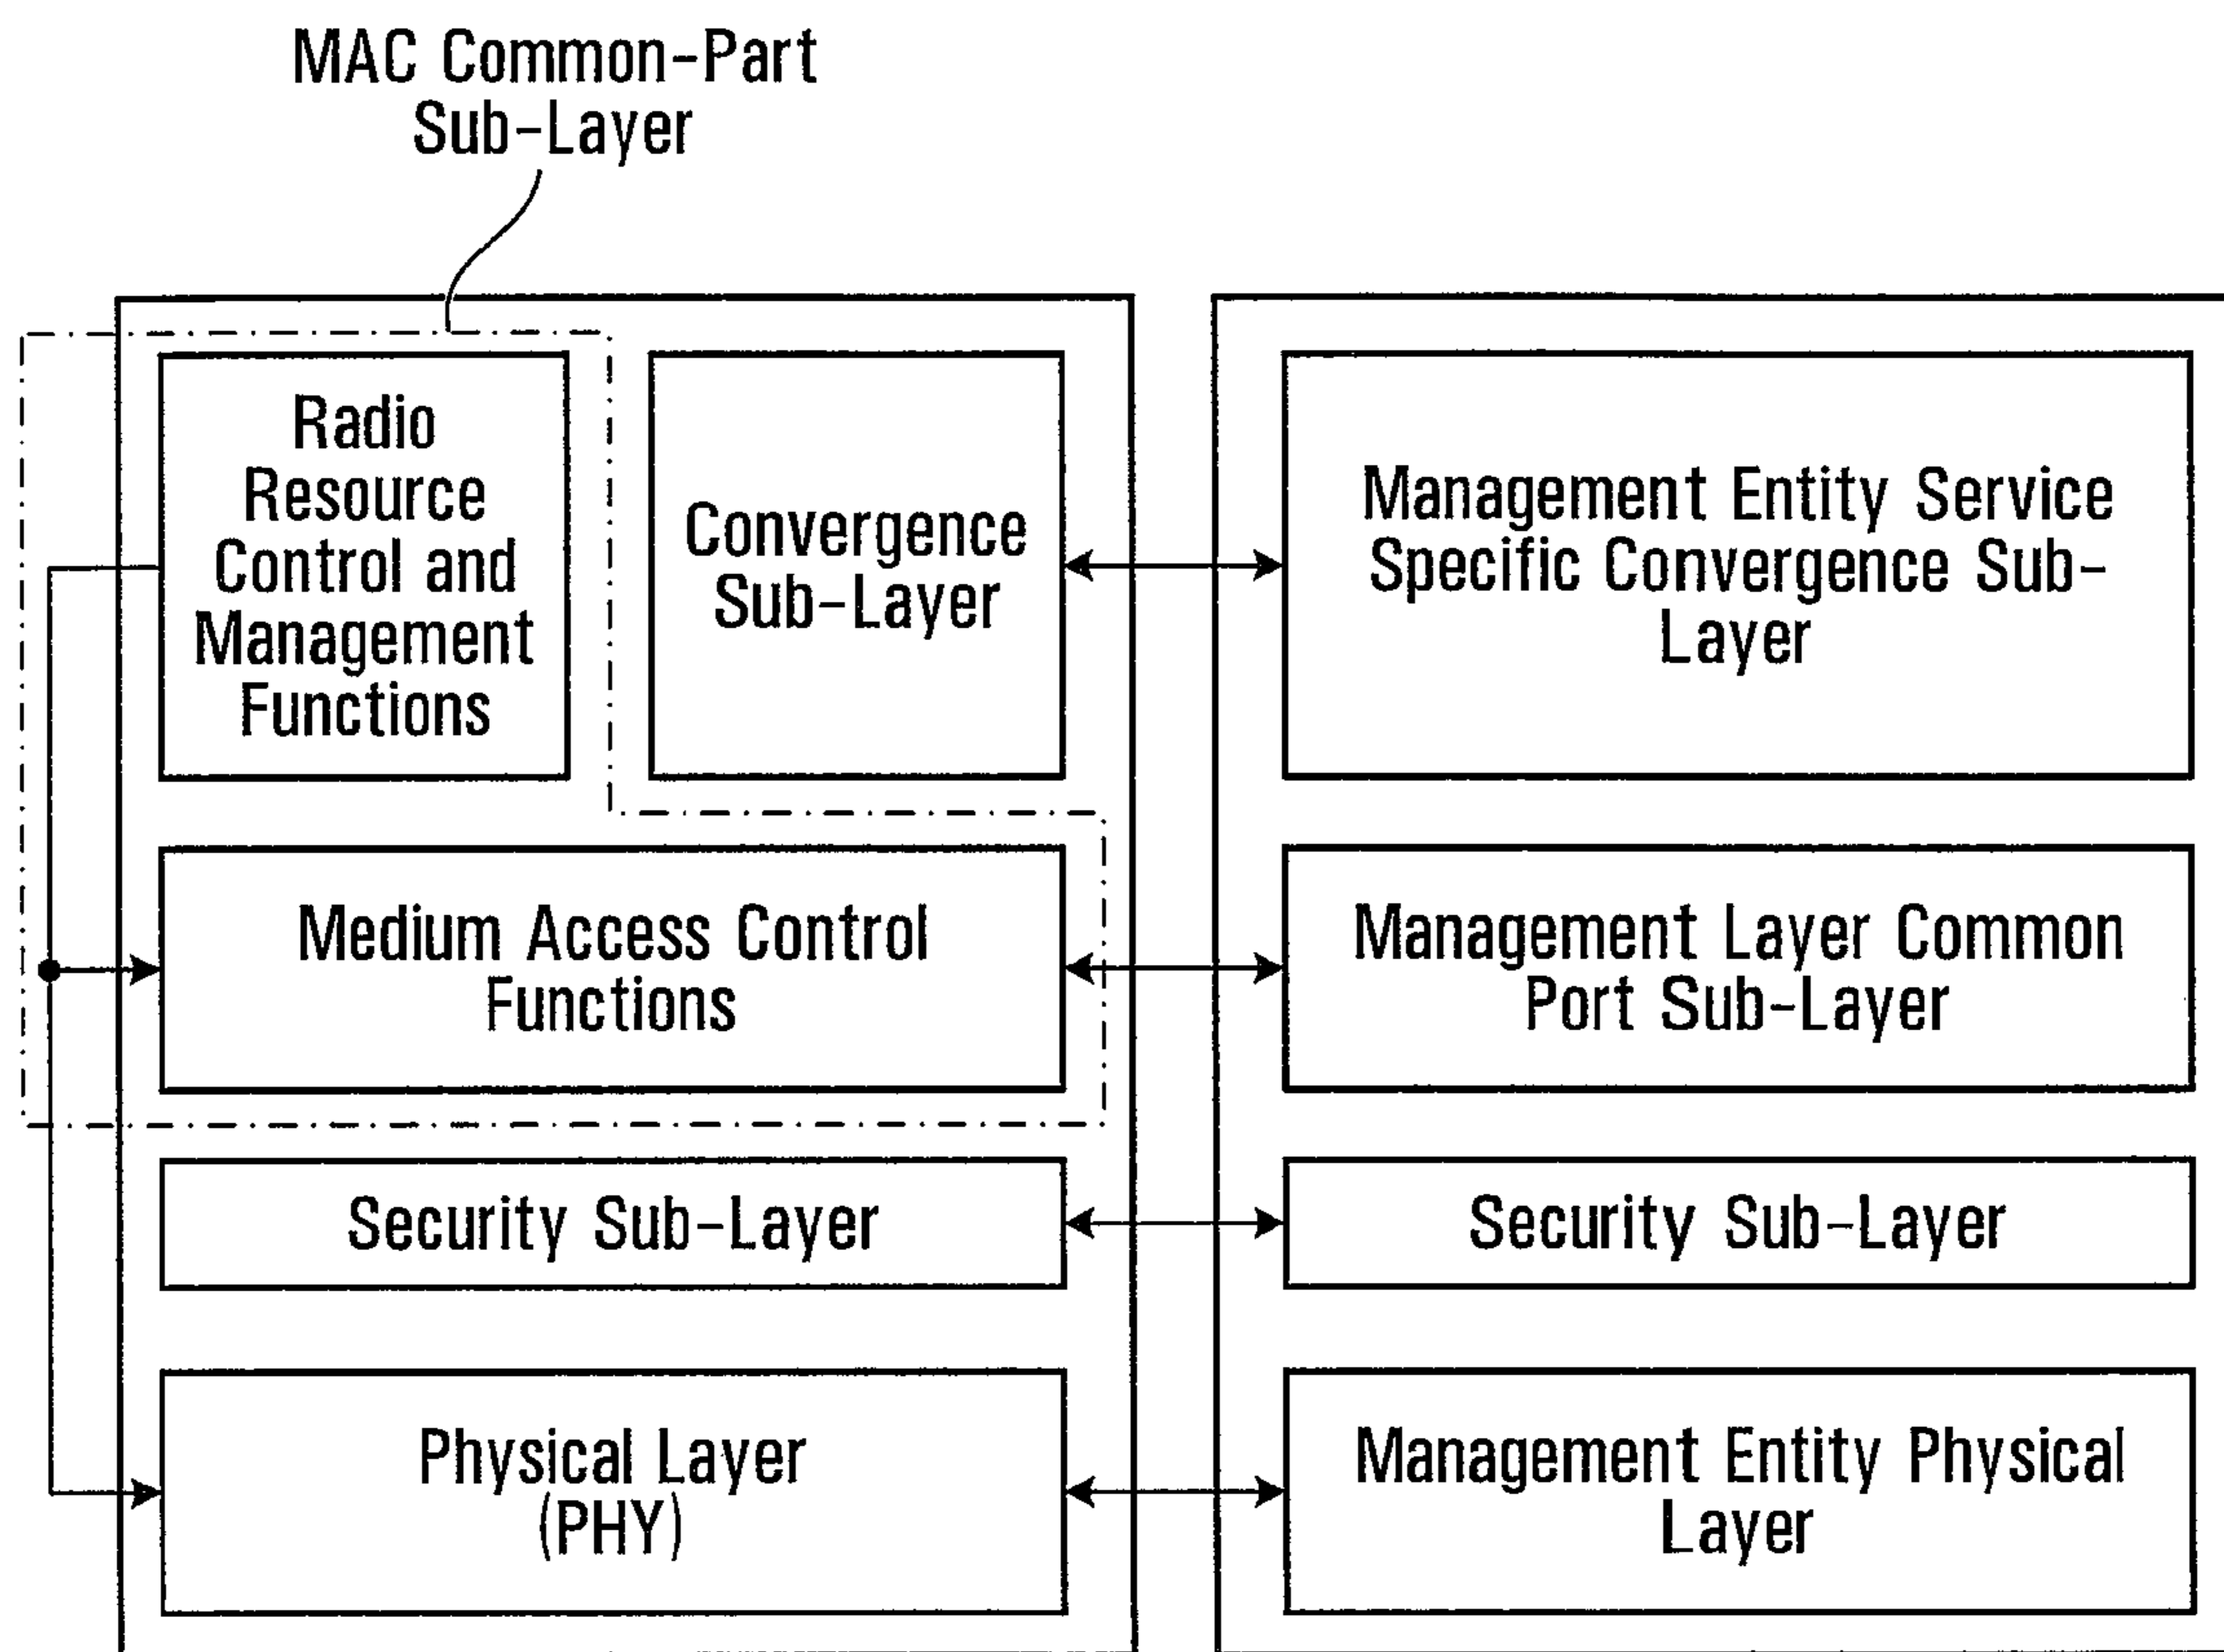 MAC Common-Part
Sub-Layer
Radio
Resource
Control and
Management
Functions
Convergence
Sub-Layer
Management Entity Service
Specific Convergence Sub-
Layer
Medium Access Control
Functions
Management Layer Common
Port Sub-Layer
Security Sub-Layer
Security Sub-Layer
Physical Layer
(PHY)
Management Entity Physical
Layer